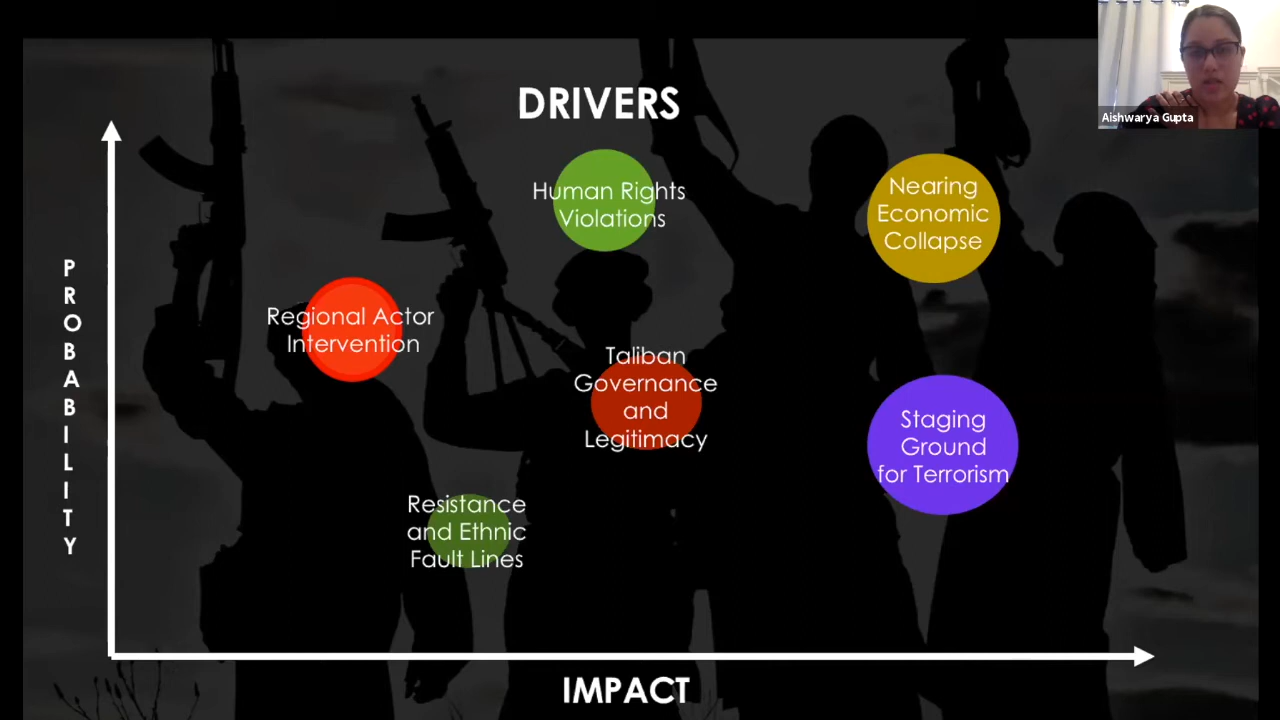 DRIVERS
Aishwarya Gupta
Human Rights
Violations
Nearing
Economic
Collapse
Regional Actor
Intervention
Taliban
Governance
and
Legitimacy
Staging
Ground
for Terrorism
Resistance
and Ethnic
Fault Lines
PROBABILITY
IMPACT